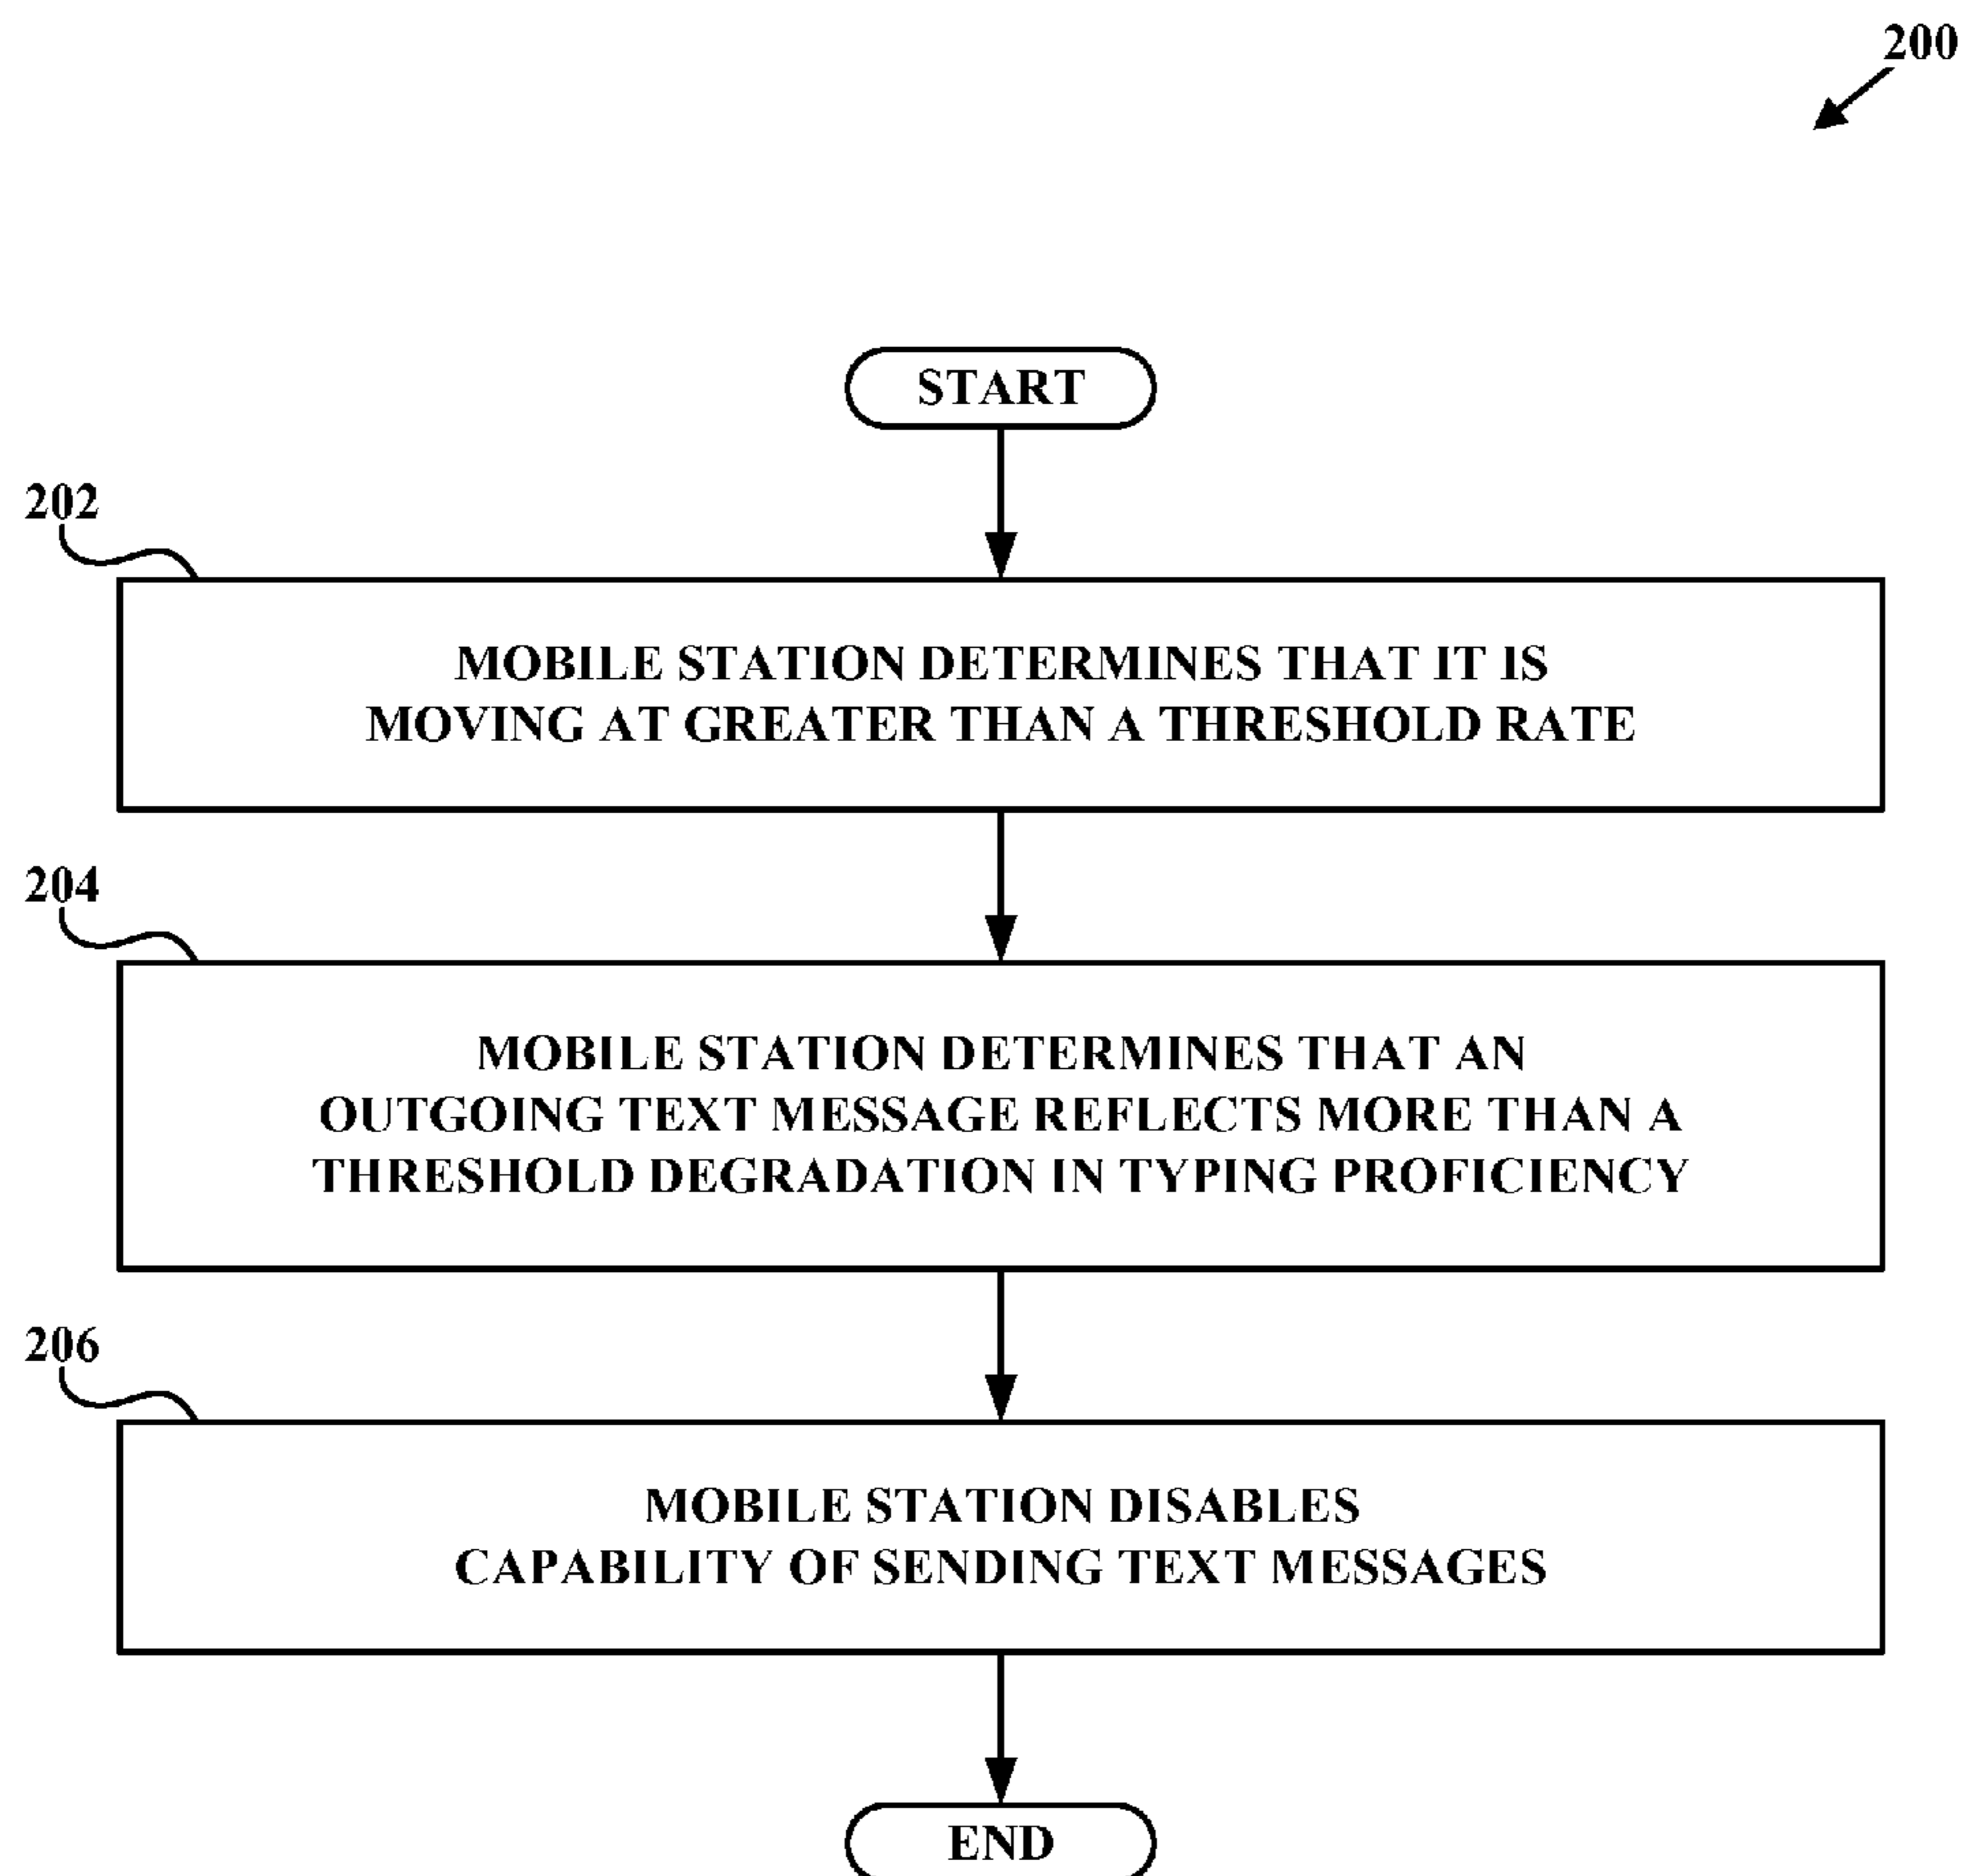 200
START
202
MOBILE STATION DETERMINES THAT IT IS
MOVING AT GREATER THAN A THRESHOLD RATE
204
MOBILE STATION DETERMINES THAT AN
OUTGOING TEXT MESSAGE REFLECTS MORE THAN A
THRESHOLD DEGRADATION IN TYPING PROFICIENCY
206
MOBILE STATION DISABLES
CAPABILITY OF SENDING TEXT MESSAGES
END